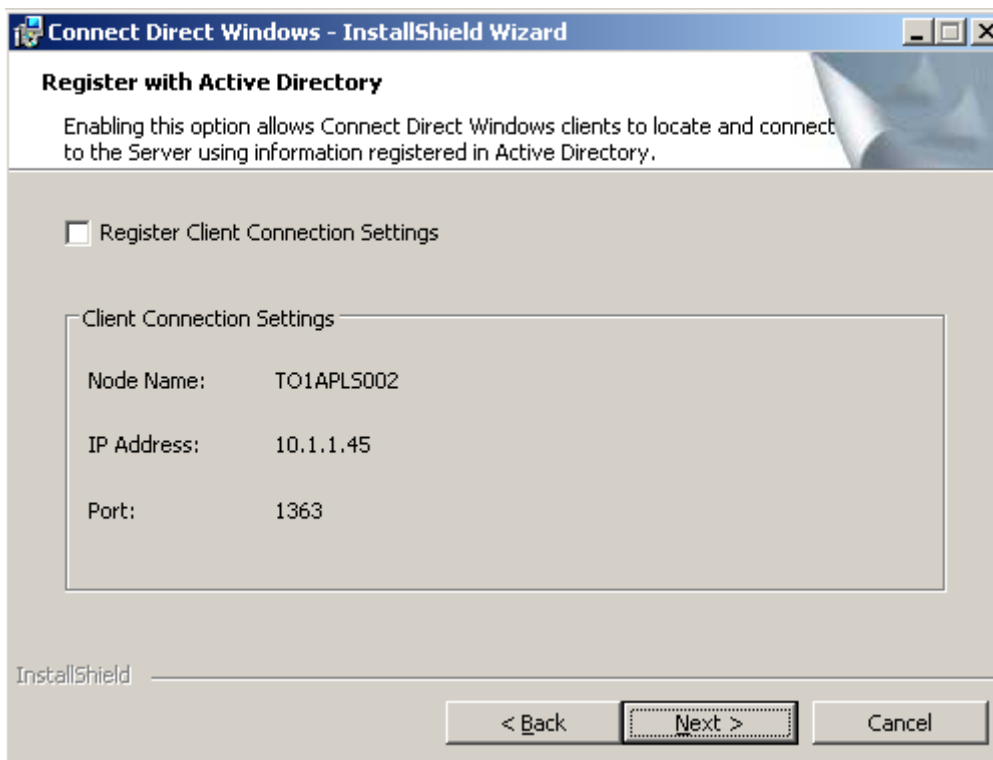 Connect Direct Windows - InstallShield Wizard
Register with Active Directory
Enabling this option allows Connect Direct Windows clients to locate and connect
to the Server using information registered in Active Directory.
Register Client Connection Settings
Client Connection Settings
Node Name: TO1APLS002
IP Address: 10.1.1.45
Port: 1363
InstallShield
< Back Next > Cancel